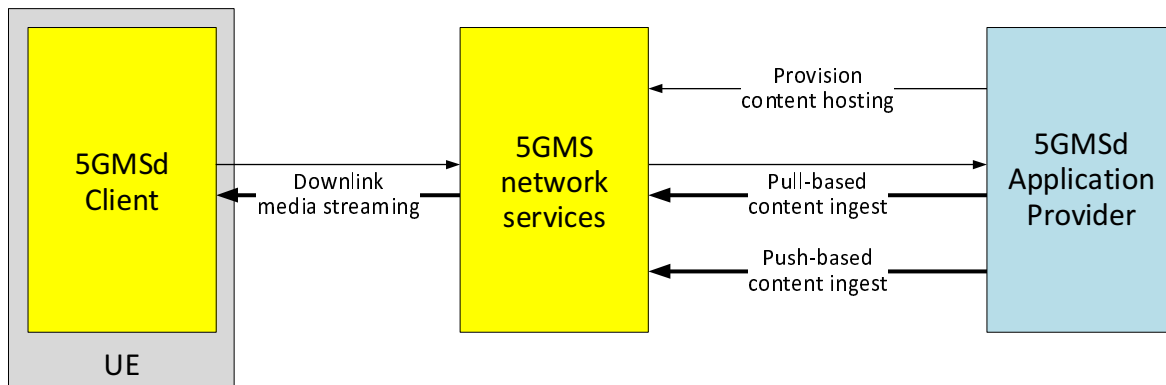 5GMSd
Client
UE
Downlink
media streaming
5GMS
network
services
Provision
content hosting
Pull-based
content ingest
Push-based
content ingest
5GMSd
Application
Provider